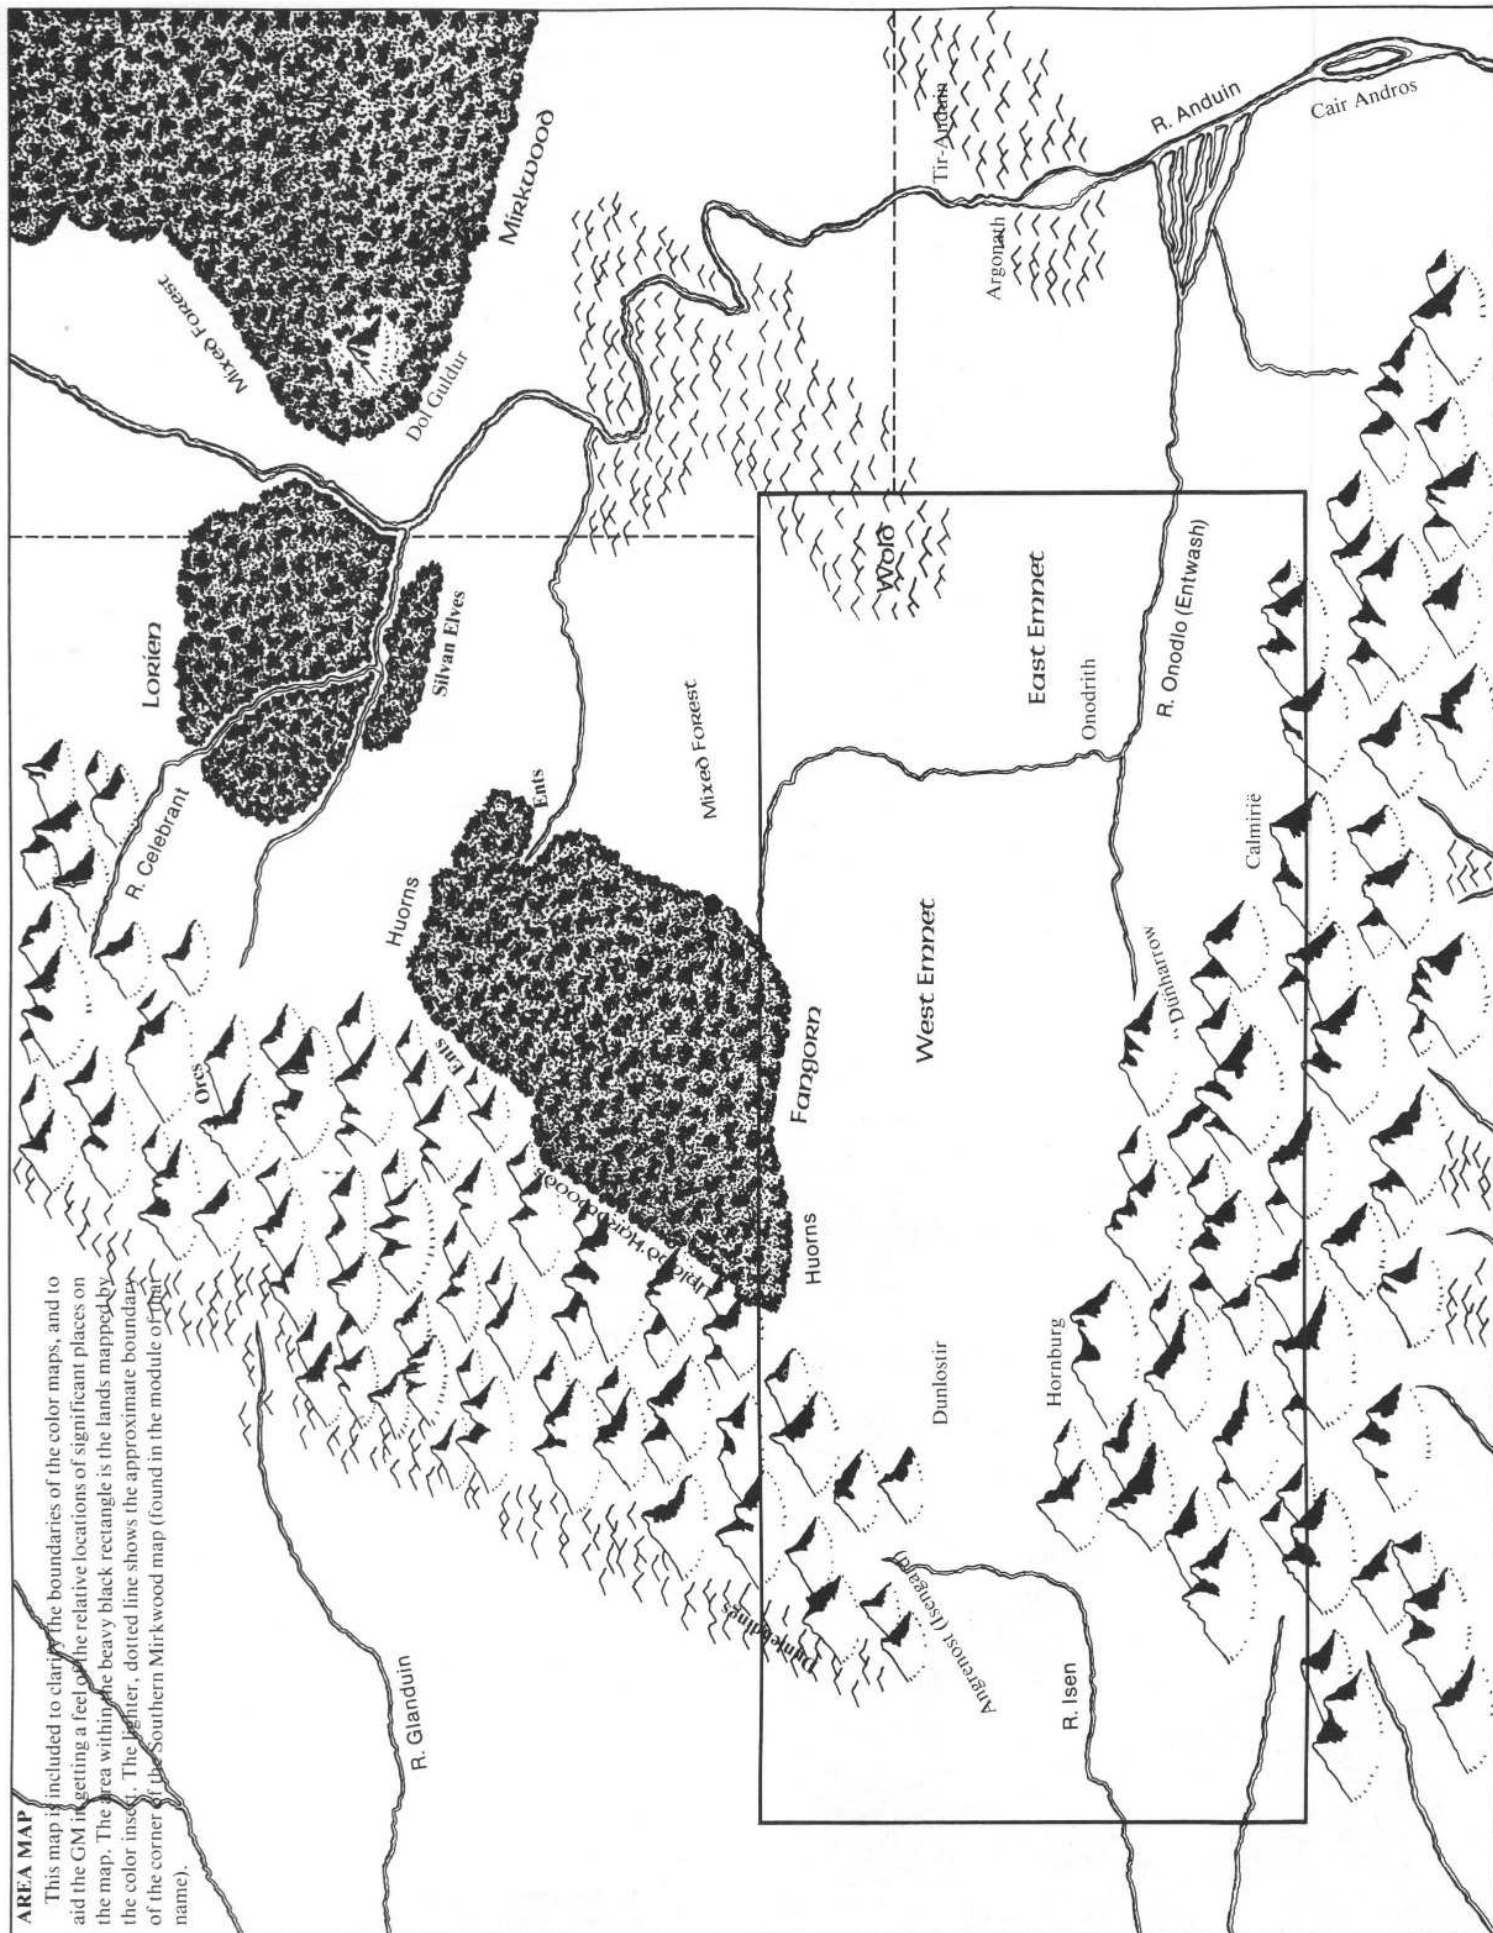 AREA MAP
This map is included to clarify the boundaries of the color maps, and to
aid the GM in getting a feel of the relative locations of significant places on
the map. The area within the heavy black rectangle is the lands mapped by
the color insect. The lighter, dotted line shows the approximate boundary
of the corner of the Southern Mirkwood map (found in the module of that
name).
R. Glanduin
Orcs
R. Celebrant
Lorien
Silvan Elves
Mixed Forest
Dol Guldur
Mirkwood
Huorns
Ents
Ents
Upland Hardwood
Mixed Forest
Fangorn
Huorns
Dunlendings
Angrenost (Isengard)
R. Isen
Dunlostir
Hornburg
West Emnet
Dunharrow
Calmirië
Wold
East Emnet
Onodrith
R. Onodlo (Entwash)
Tir-Anduin
Argonath
R. Anduin
Cair Andros